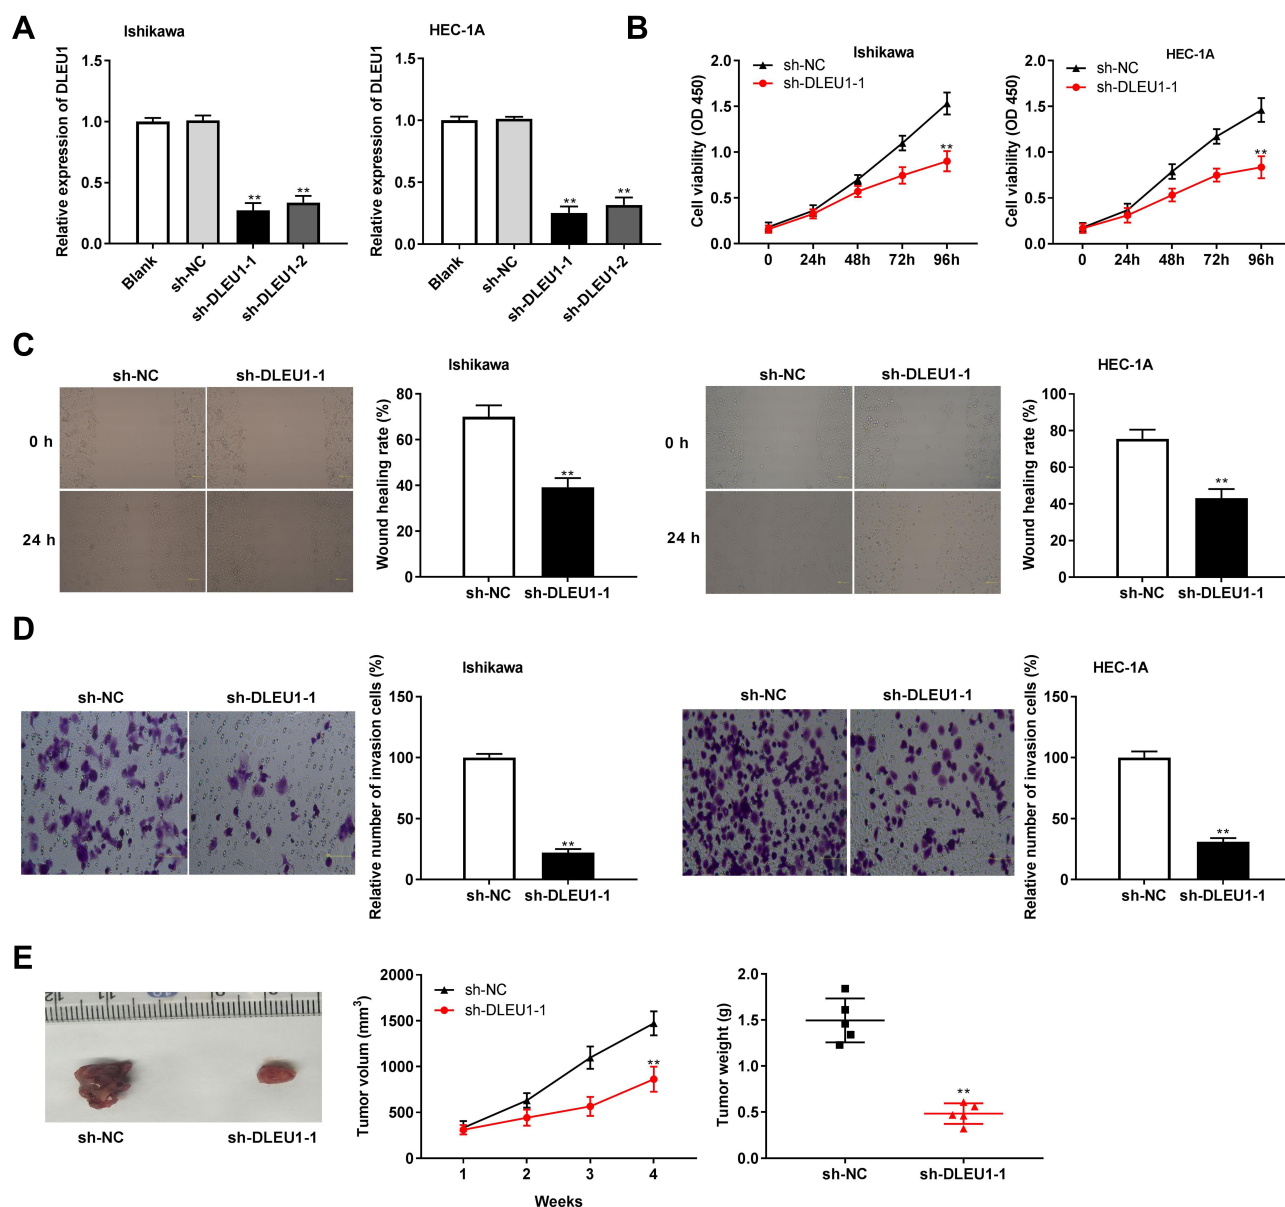 A
Ishikawa
Relative expression of DLEU1
1.5
1.0
0.5
0.0
**
**
Blank
sh-NC
sh-DLEU1-1
sh-DLEU1-2
HEC-1A
Relative expression of DLEU1
1.5
1.0
0.5
0.0
**
**
Blank
sh-NC
sh-DLEU1-1
sh-DLEU1-2
B
Ishikawa
sh-NC
sh-DLEU1-1
Cell viability (OD 450)
2.0
1.5
1.0
0.5
0.0
**
0 24h 48h 72h 96h
HEC-1A
sh-NC
sh-DLEU1-1
Cell viability (OD 450)
2.0
1.5
1.0
0.5
0.0
**
0 24h 48h 72h 96h
C
sh-NC sh-DLEU1-1
0 h
24 h
Ishikawa
Wound healing rate (%)
80
60
40
20
0
**
sh-NC sh-DLEU1-1
sh-NC sh-DLEU1-1
0 h
24 h
HEC-1A
Wound healing rate (%)
100
80
60
40
20
0
**
sh-NC sh-DLEU1-1
D
sh-NC sh-DLEU1-1
Ishikawa
Relative number of invasion cells (%)
150
100
50
0
**
sh-NC sh-DLEU1-1
sh-NC sh-DLEU1-1
HEC-1A
Relative number of invasion cells (%)
150
100
50
0
**
sh-NC sh-DLEU1-1
E
sh-NC sh-DLEU1-1
Tumor volum (mm³)
2000
1500
1000
500
0
sh-NC
sh-DLEU1-1
**
1 2 3 4
Weeks
Tumor weight (g)
2.0
1.5
1.0
0.5
0.0
**
sh-NC sh-DLEU1-1